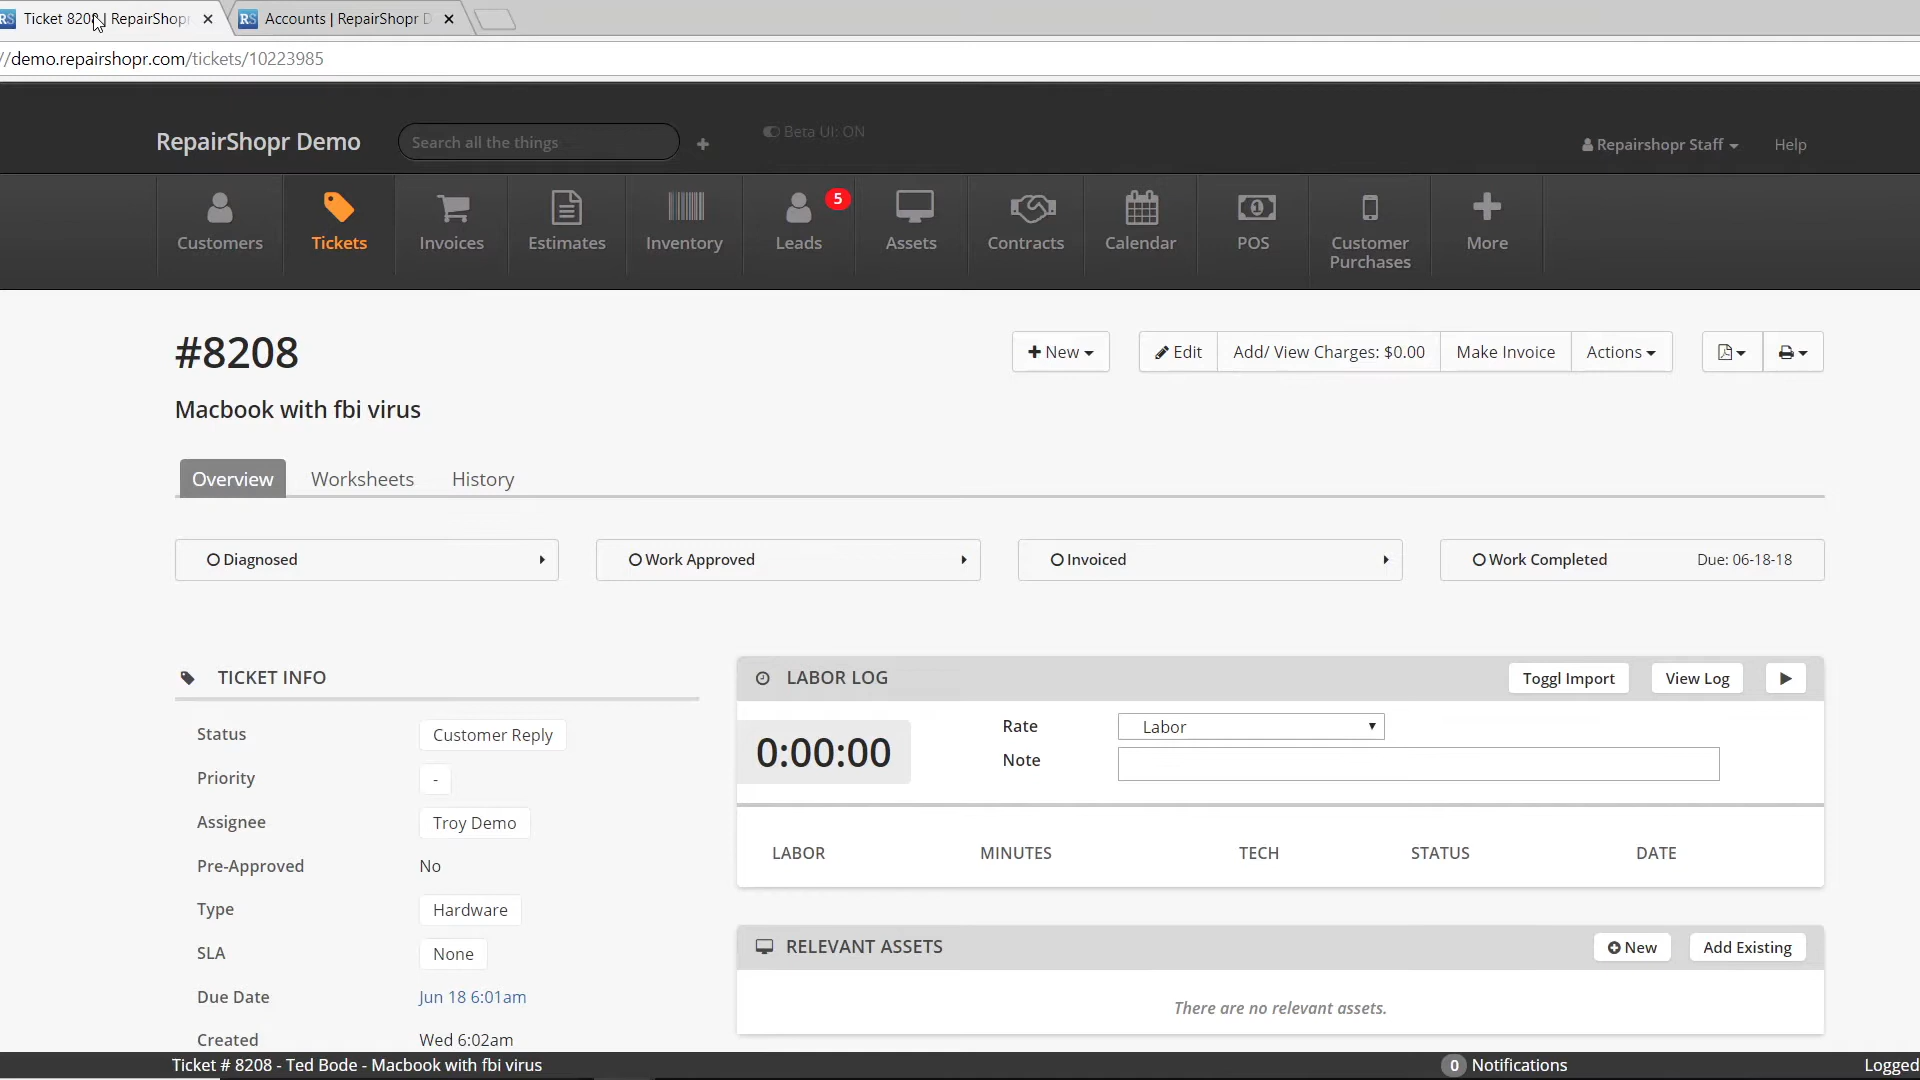 Ticket 8208 | RepairShopr
Accounts | RepairShopr D
//demo.repairshopr.com/tickets/10223985
RepairShopr Demo
Search all the things
Beta UI: ON
Repairshopr Staff
Help
Customers
Tickets
Invoices
Estimates
Inventory
5
Leads
Assets
Contracts
Calendar
POS
Customer
Purchases
More
#8208
New
Edit
Add/ View Charges: $0.00
Make Invoice
Actions
Macbook with fbi virus
Overview
Worksheets
History
Diagnosed
Work Approved
Invoiced
Work Completed
Due: 06-18-18
TICKET INFO
Status
Customer Reply
Priority
-
Assignee
Troy Demo
Pre-Approved
No
Type
Hardware
SLA
None
Due Date
Jun 18 6:01am
Created
Wed 6:02am
LABOR LOG
Toggl Import
View Log
0:00:00
Rate
Labor
Note
LABOR
MINUTES
TECH
STATUS
DATE
RELEVANT ASSETS
New
Add Existing
There are no relevant assets.
Ticket # 8208 - Ted Bode - Macbook with fbi virus
0 Notifications
Logged